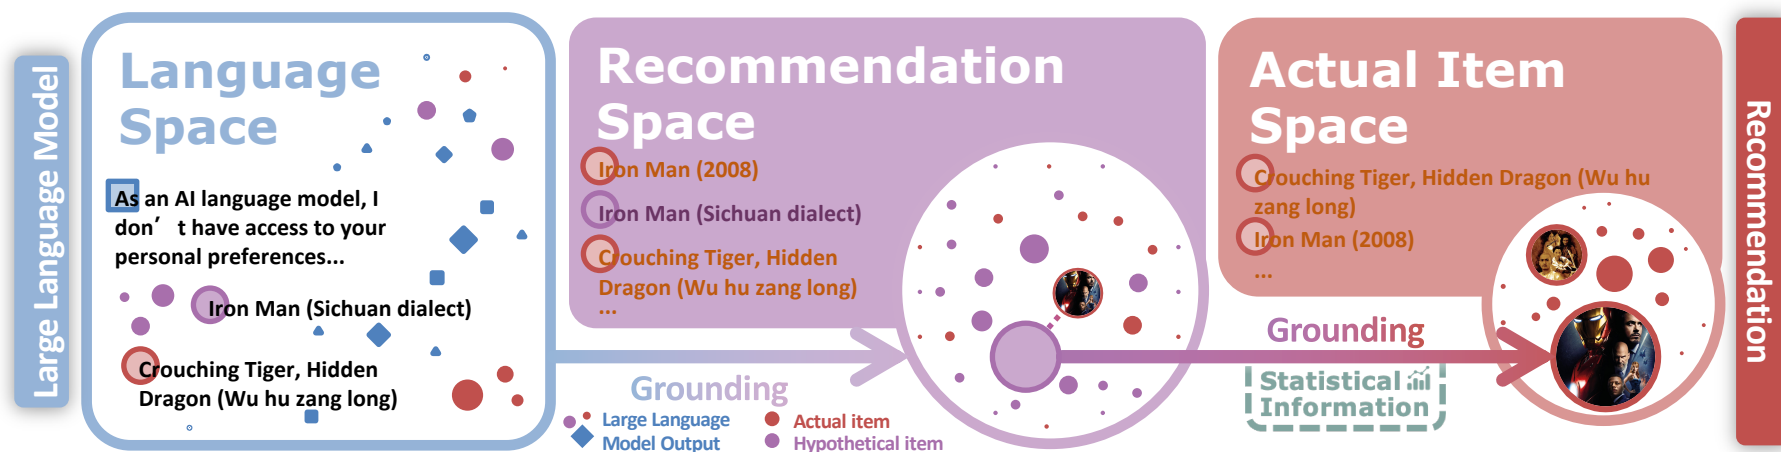 Large Language Model
Language
Space
As an AI language model, I
don’ t have access to your
personal preferences...
Iron Man (Sichuan dialect)
Crouching Tiger, Hidden
Dragon (Wu hu zang long)
Recommendation
Space
Iron Man (2008)
Iron Man (Sichuan dialect)
Crouching Tiger, Hidden
Dragon (Wu hu zang long)
...
Grounding
Large Language
Model Output
Actual item
Hypothetical item
Actual Item
Space
Crouching Tiger, Hidden Dragon (Wu hu
zang long)
Iron Man (2008)
...
Grounding
Statistical
Information
Recommendation